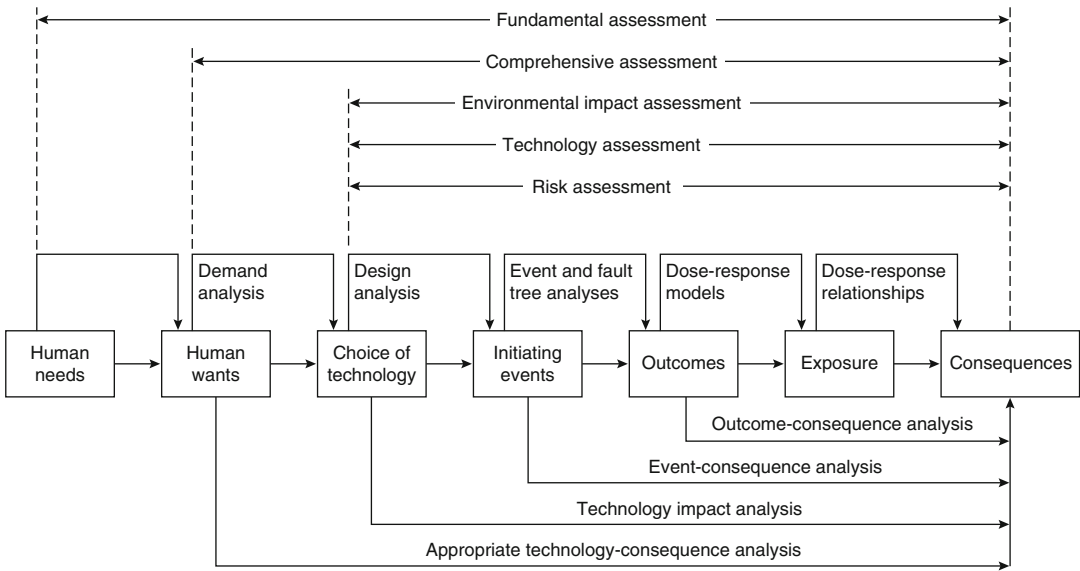 Fundamental assessment
Comprehensive assessment
Environmental impact assessment
Technology assessment
Risk assessment
Demand
analysis
Design
analysis
Event and fault
tree analyses
Dose-response
models
Dose-response
relationships
Human
needs
Human
wants
Choice of
technology
Initiating
events
Outcomes
Exposure
Consequences
Outcome-consequence analysis
Event-consequence analysis
Technology impact analysis
Appropriate technology-consequence analysis